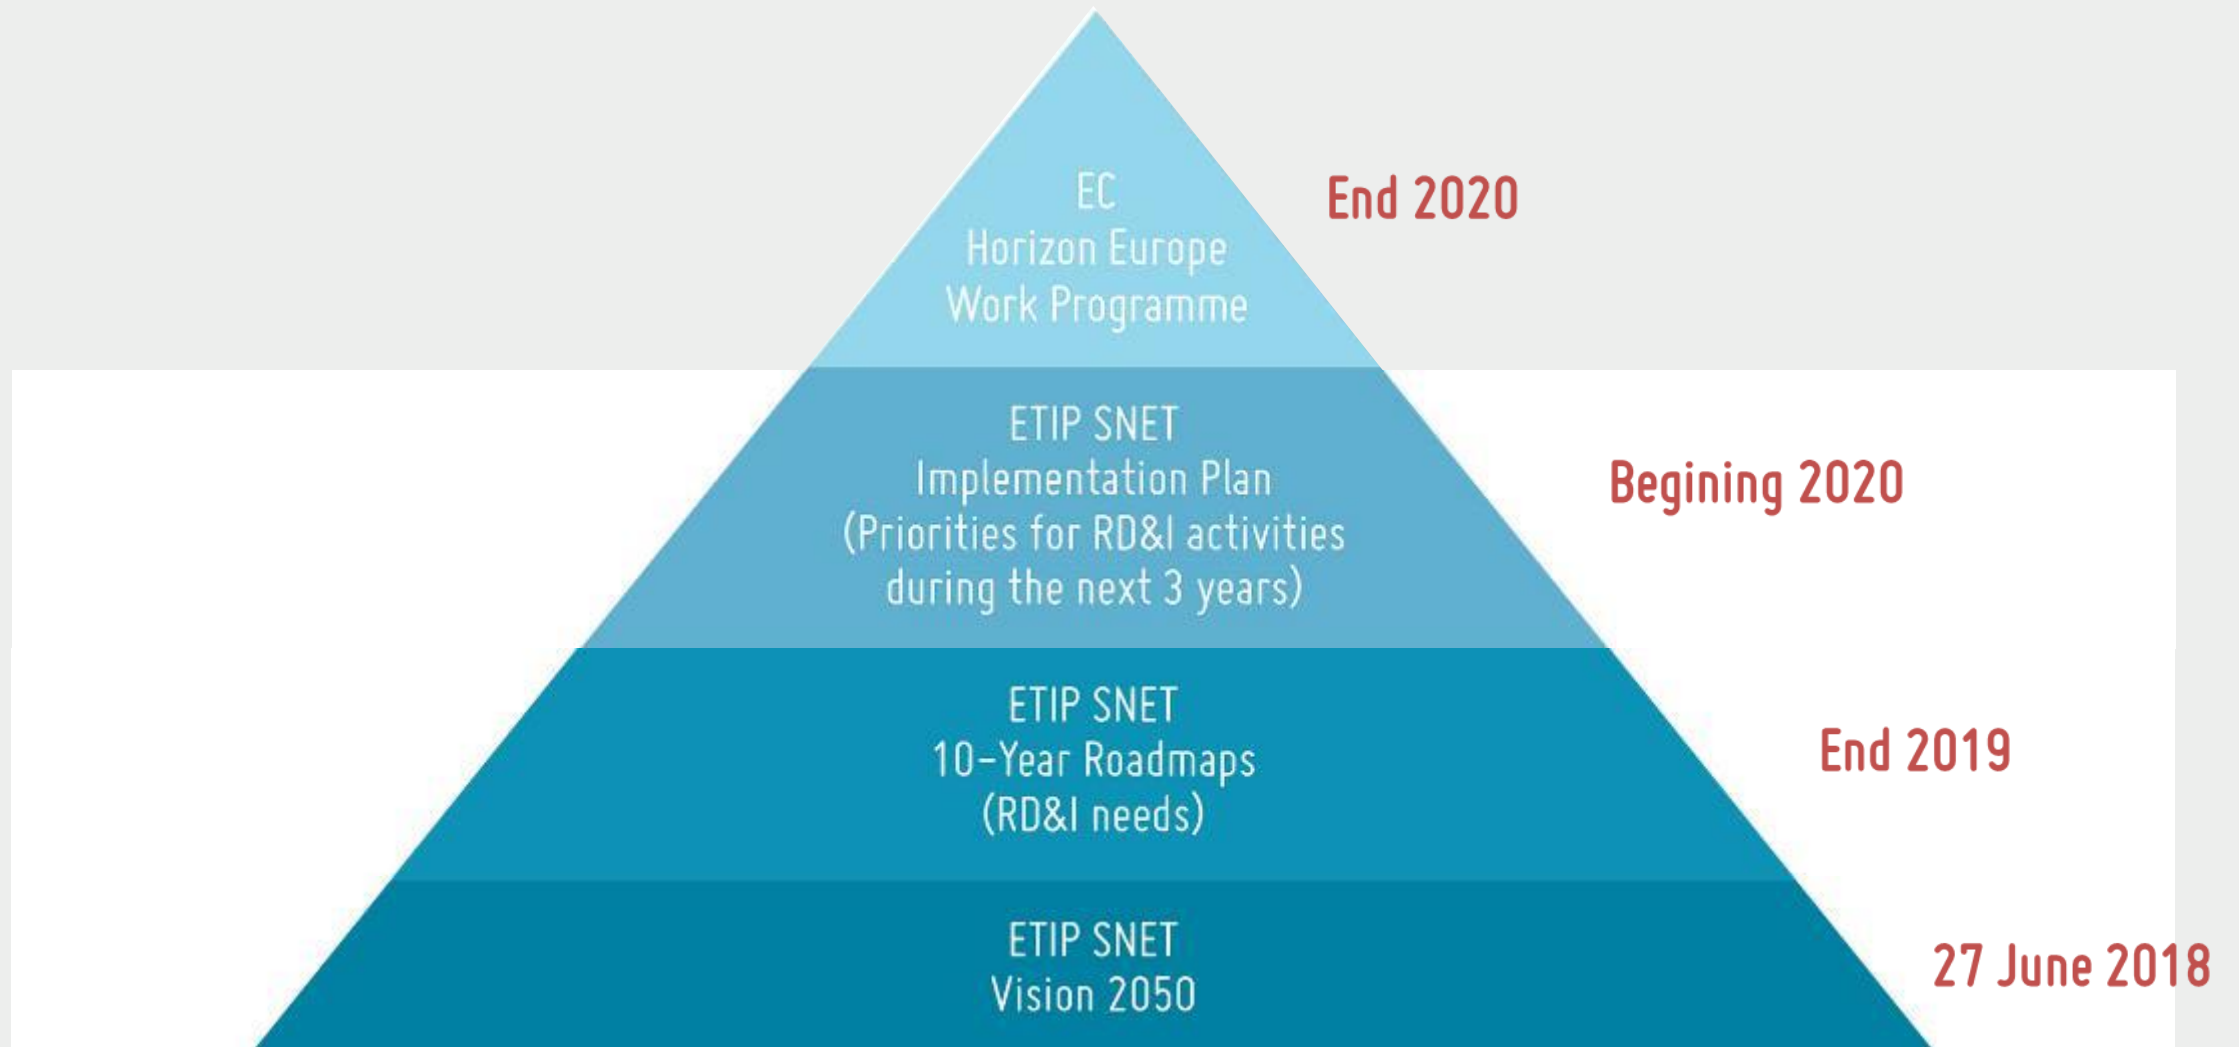 EC
Horizon Europe
Work Programme
End 2020
ETIP SNET
Implementation Plan
(Priorities for RD&I activities
during the next 3 years)
Begining 2020
ETIP SNET
10-Year Roadmaps
(RD&I needs)
End 2019
ETIP SNET
Vision 2050
27 June 2018